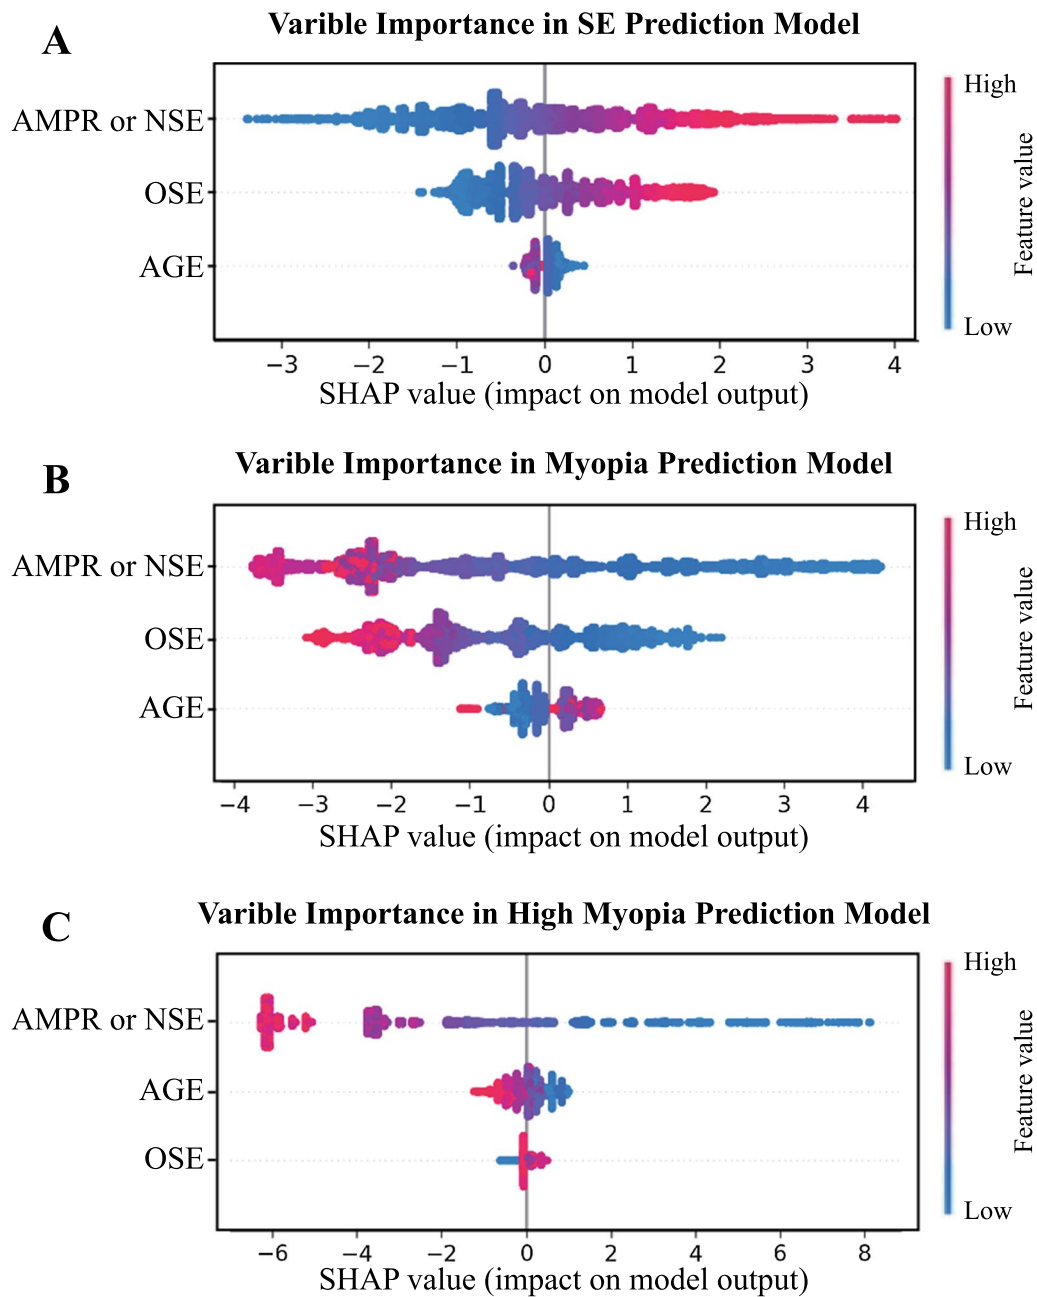 A
Varible Importance in SE Prediction Model
AMPR or NSE
OSE
AGE
−3 −2 −1 0 1 2 3 4
SHAP value (impact on model output)
High
Feature value
Low
B
Varible Importance in Myopia Prediction Model
AMPR or NSE
OSE
AGE
−4 −3 −2 −1 0 1 2 3 4
SHAP value (impact on model output)
High
Feature value
Low
C
Varible Importance in High Myopia Prediction Model
AMPR or NSE
AGE
OSE
−6 −4 −2 0 2 4 6 8
SHAP value (impact on model output)
High
Feature value
Low